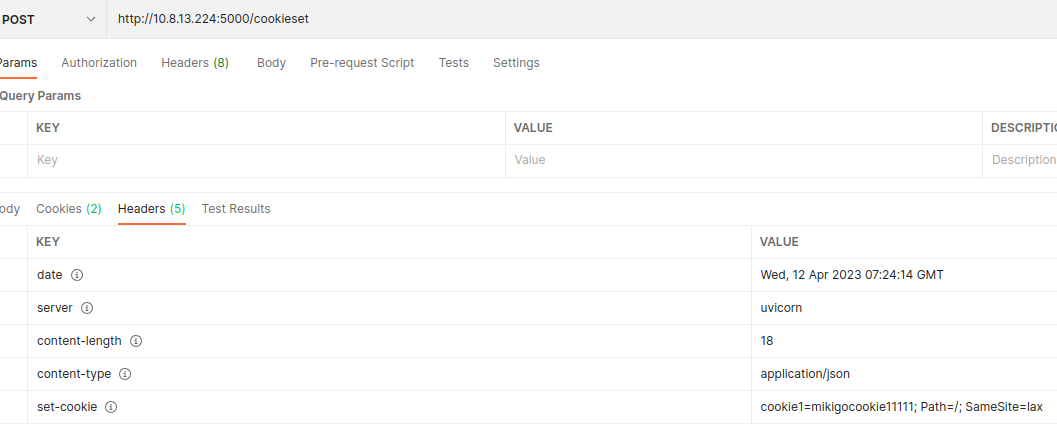 POST http://10.8.13.224:5000/cookieset
Params Authorization Headers (8) Body Pre-request Script Tests Settings
Query Params
KEY VALUE DESCRIPTIO
Key Value Description
ody Cookies (2) Headers (5) Test Results
KEY VALUE
date Wed, 12 Apr 2023 07:24:14 GMT
server uvicorn
content-length 18
content-type application/json
set-cookie cookie1=mikigocookie11111; Path=/; SameSite=lax